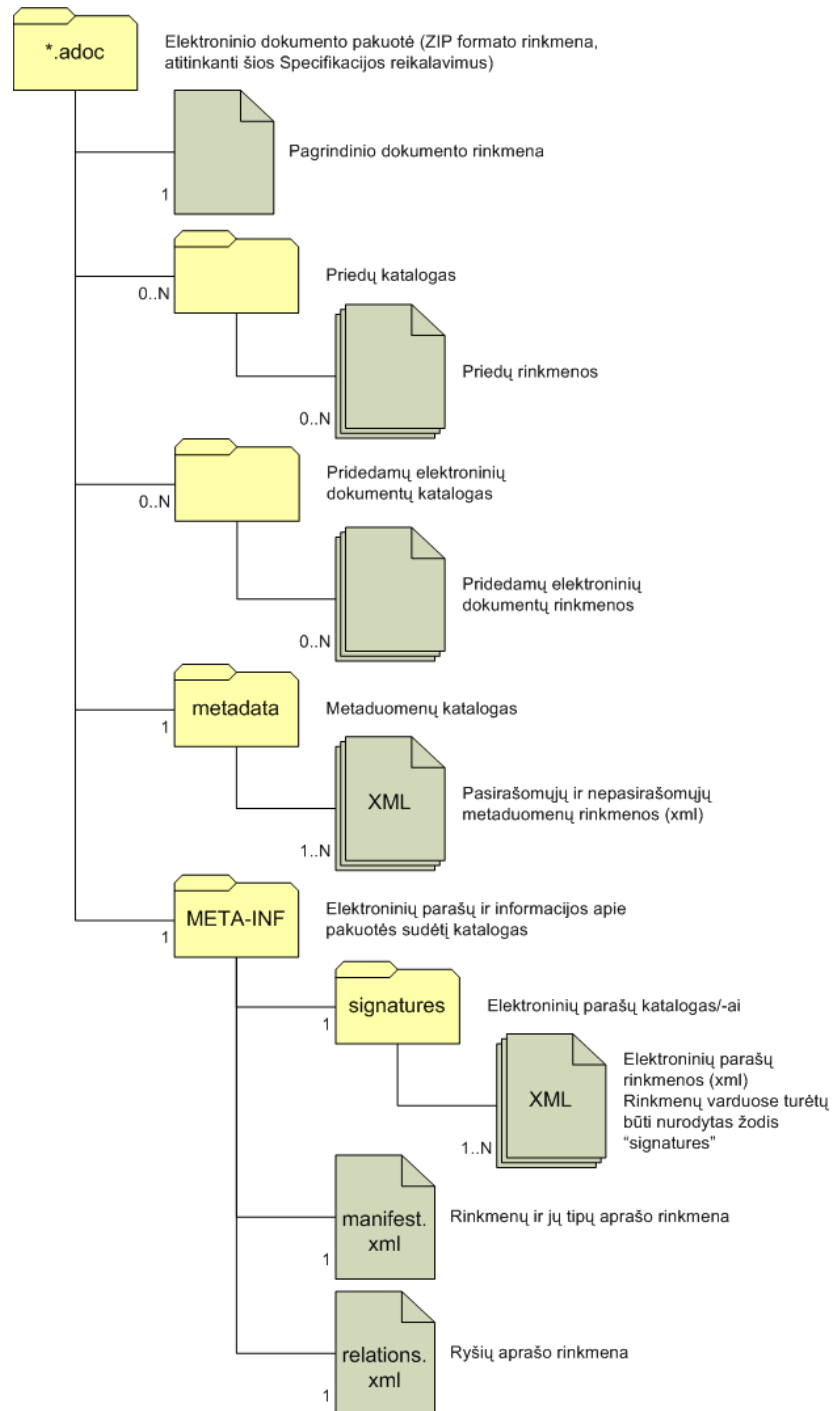 *.adoc
Elektroninio dokumento pakuotė (ZIP formato rinkmena,
atitinkanti šios Specifikacijos reikalavimus)
Pagrindinio dokumento rinkmena
1
Priedų katalogas
0..N
Priedų rinkmenos
0..N
Pridedamų elektroninių
dokumentų katalogas
0..N
Pridedamų elektroninių
dokumentų rinkmenos
0..N
metadata
Metaduomenų katalogas
1
XML
Pasirašomųjų ir nepasirašomųjų
metaduomenų rinkmenos (xml)
1..N
META-INF
Elektroninių parašų ir informacijos apie
pakuotės sudėtį katalogas
1
signatures
Elektroninių parašų katalogas/-ai
1
XML
Elektroninių parašų
rinkmenos (xml)
Rinkmenų varduose turėtų
būti nurodytas žodis
“signatures”
1..N
manifest.
xml
Rinkmenų ir jų tipų aprašo rinkmena
1
relations.
xml
Ryšių aprašo rinkmena
1